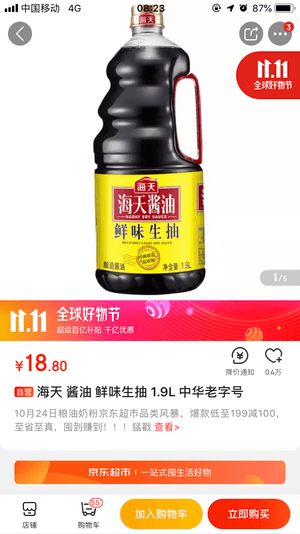 中国移动 4G 08:23 87%
3
11.11
全球好物节
海天
海天酱油
HADAY SOY SAUCE
鲜味生抽
酿造酱油
净含量:1.9L
1/5
11.11 全球好物节
超级百亿补贴 千亿优惠
¥18.80
降价通知
0.4万
自营 海天 酱油 鲜味生抽 1.9L 中华老字号
10月24日粮油奶粉京东超市品类风暴，爆款低至199减100，
至省至真，囤到赚到！！！猛戳 查看>
京东超市 一站式囤生活好物
55
店铺
购物车
加入购物车
立即购买